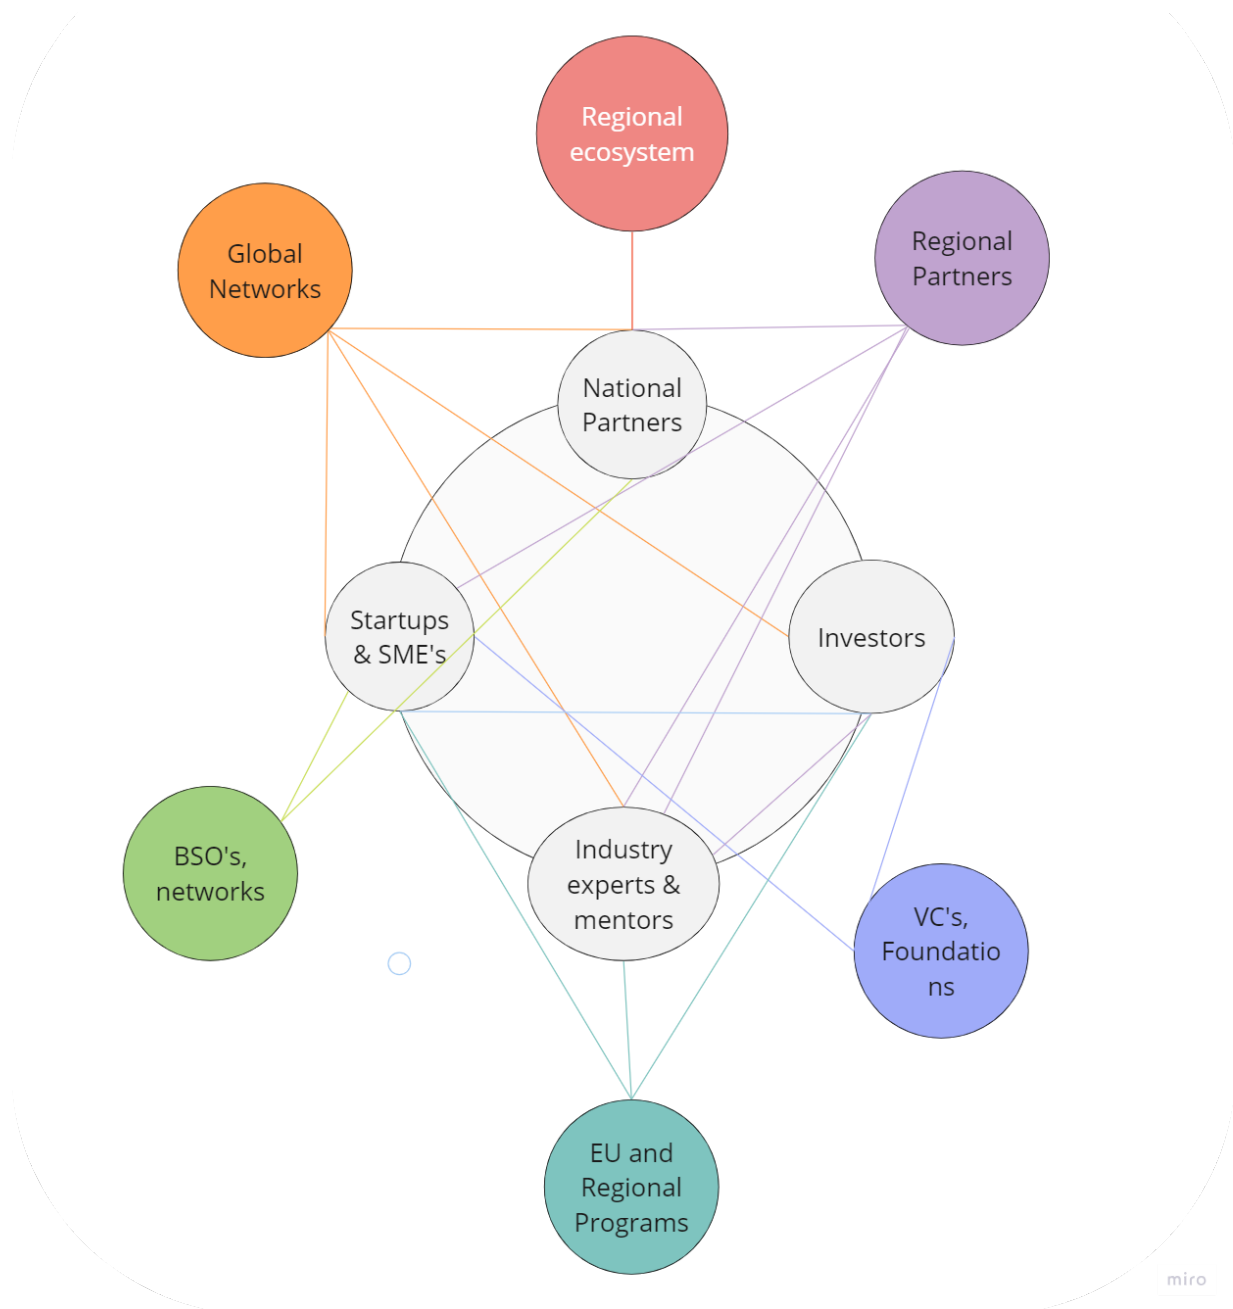 Regional
ecosystem
Global
Networks
Regional
Partners
National
Partners
Startups
& SME's
Investors
BSO's,
networks
Industry
experts &
mentors
VC's,
Foundatio
ns
EU and
Regional
Programs
miro